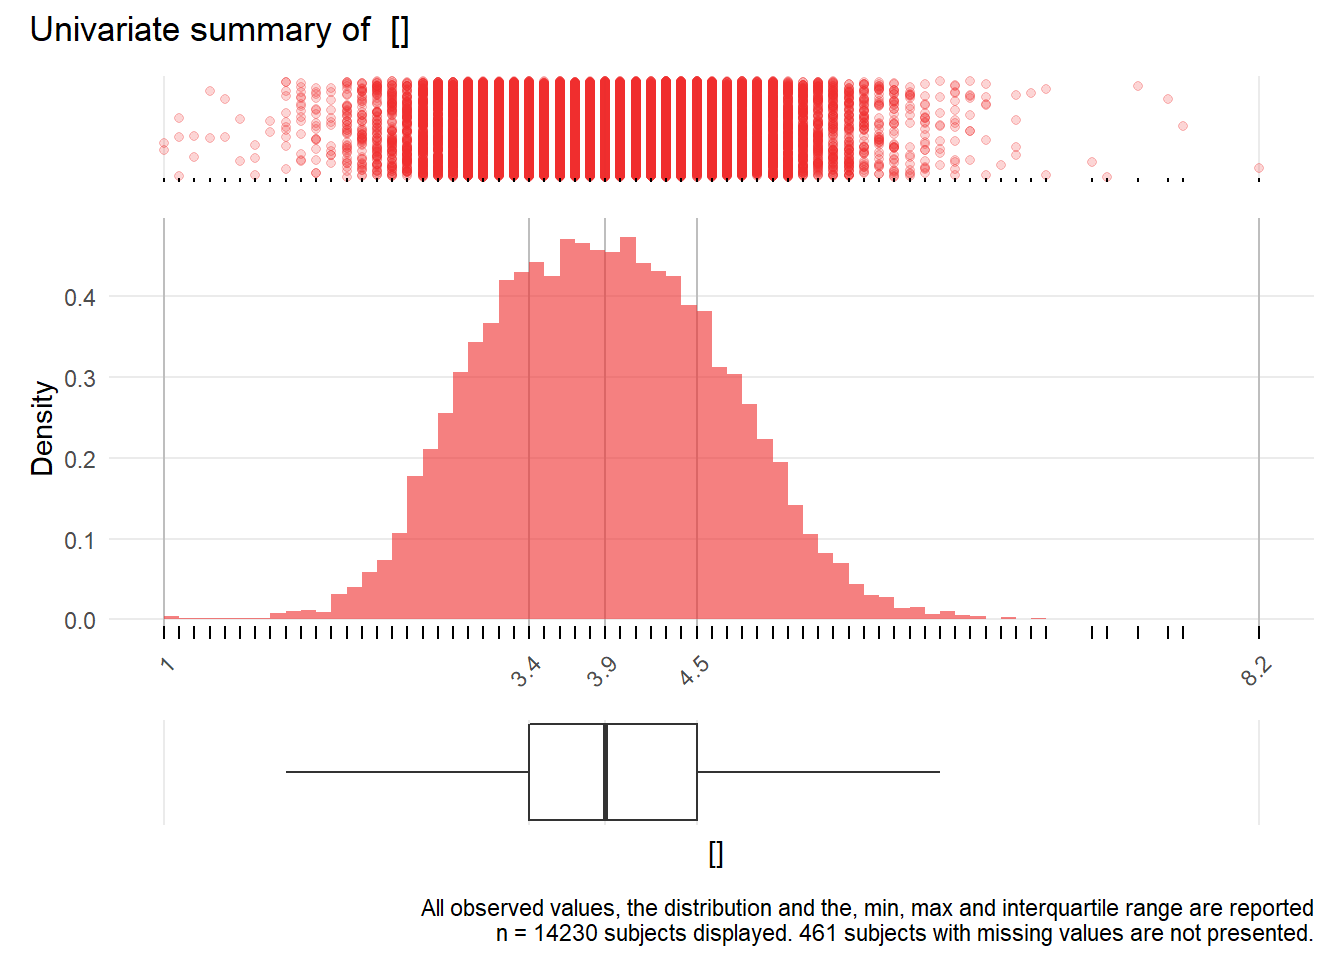 Univariate summary of  []
Density
0.4
0.3
0.2
0.1
0.0
1
3.4
3.9
4.5
8.2
[]
All observed values, the distribution and the, min, max and interquartile range are reported
n = 14230 subjects displayed. 461 subjects with missing values are not presented.